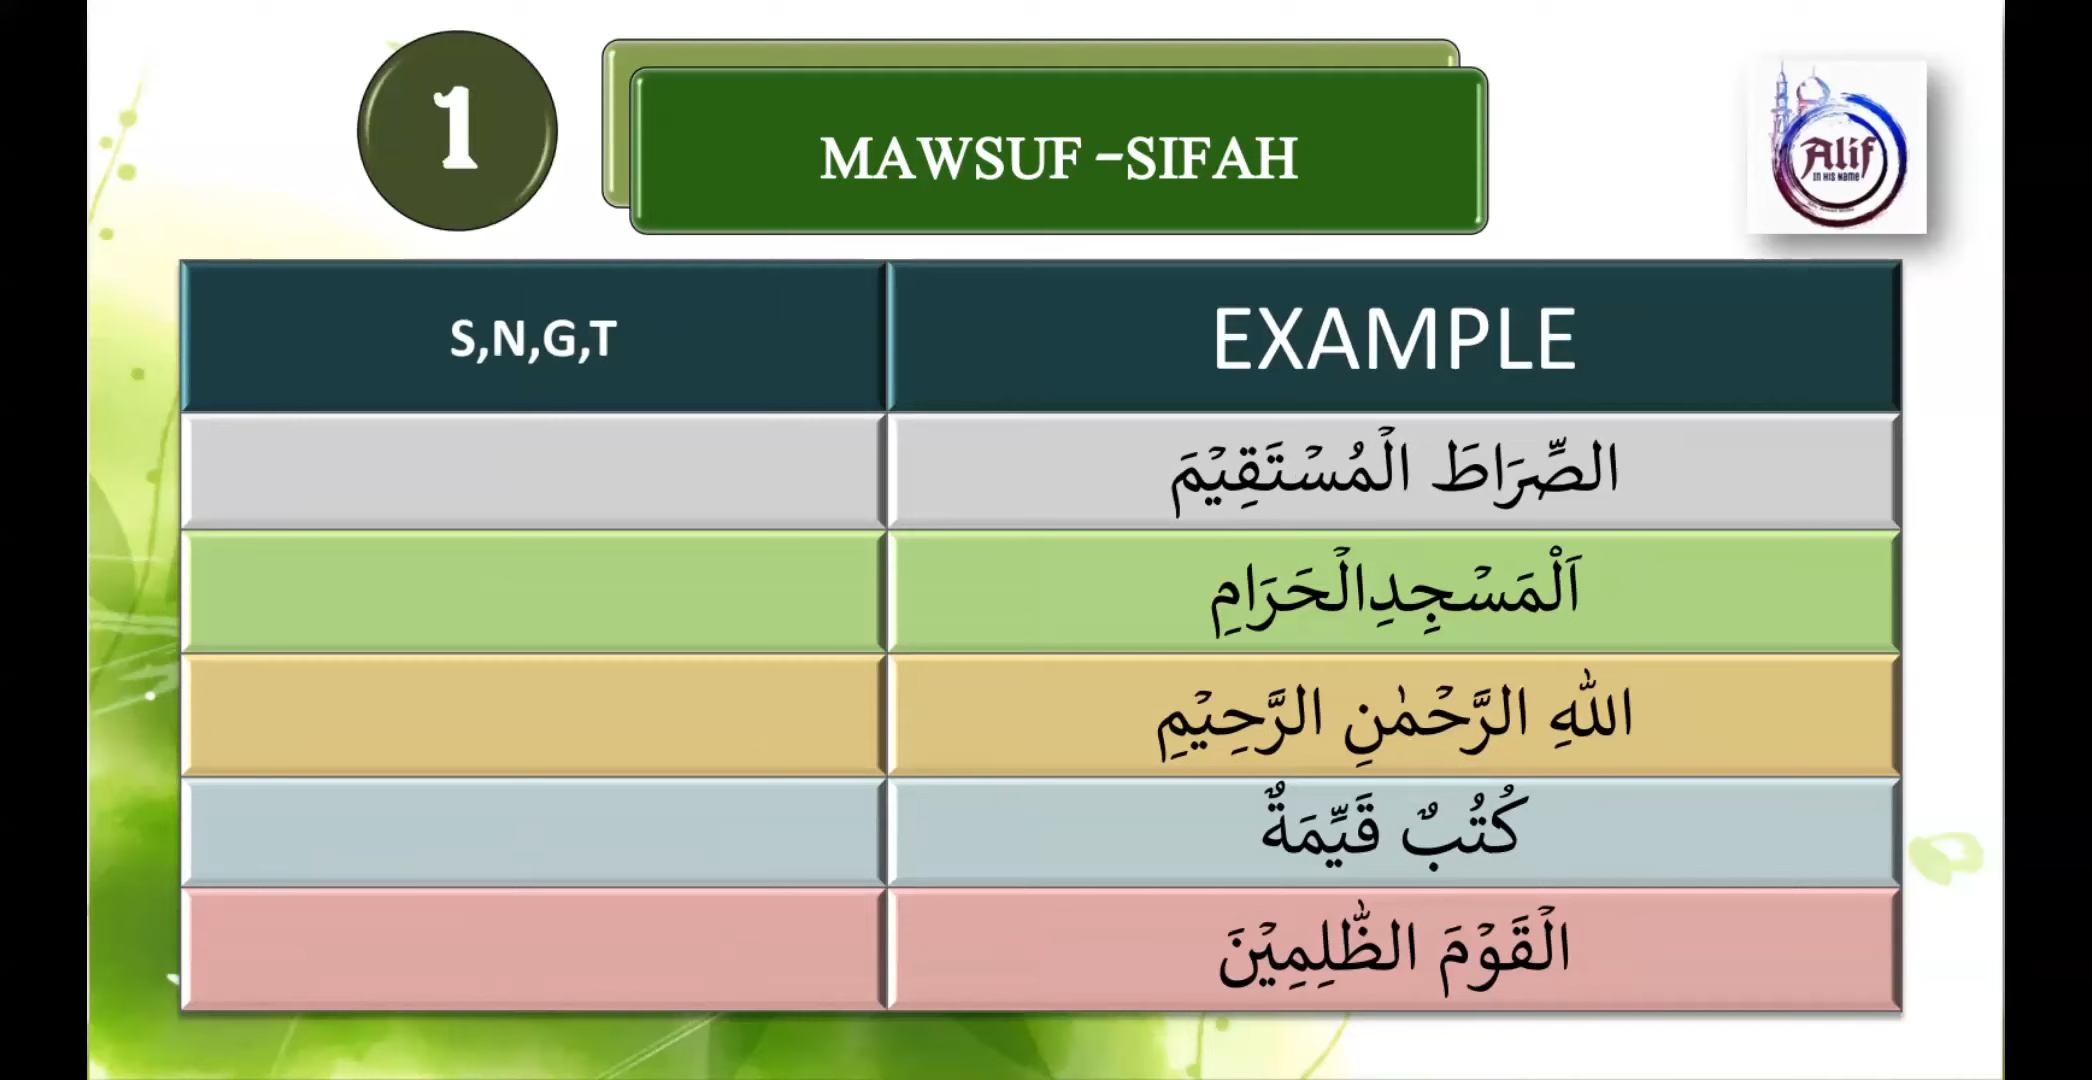 1
MAWSUF -SIFAH
Alif
IN HIS NAME
S,N,G,T
EXAMPLE
الصِّرَاطَ الْمُسْتَقِيْمَ
اَلْمَسْجِدِالْحَرَامِ
اللهِ الرَّحْمٰنِ الرَّحِيْمِ
كُتُبٌ قَيِّمَةٌ
الْقَوْمَ الظّٰلِمِيْنَ